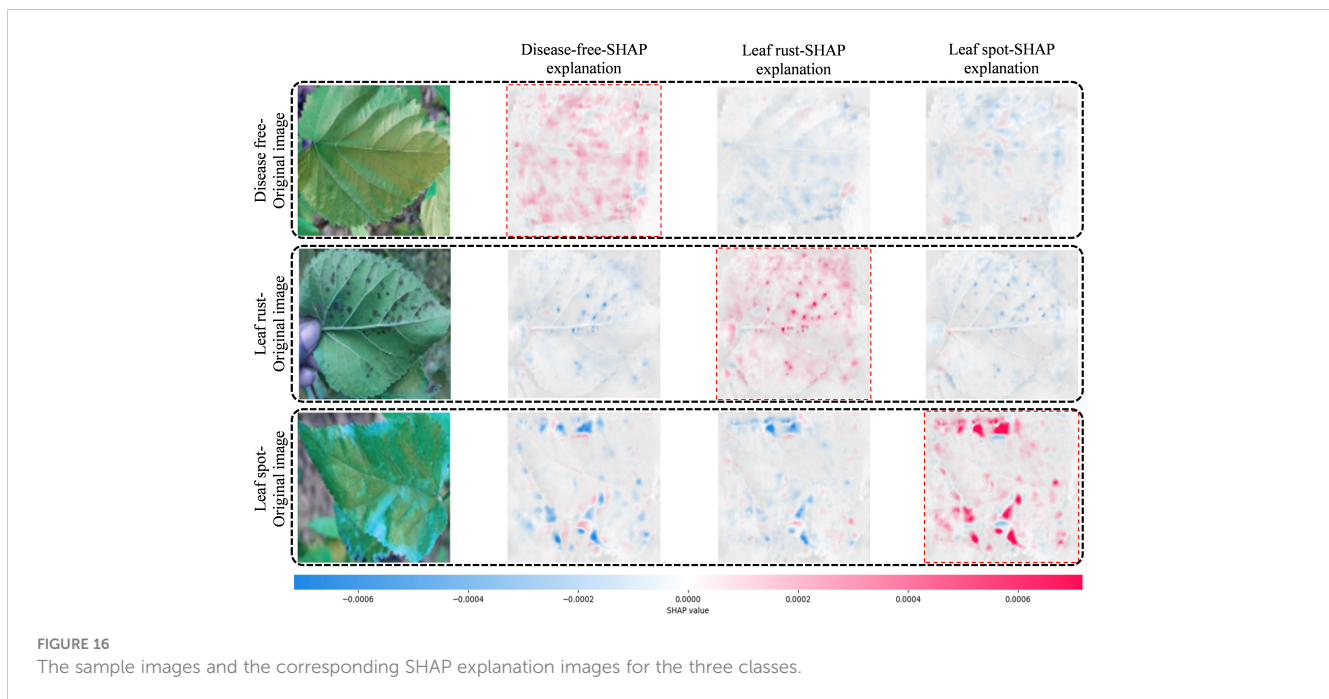 Disease-free-SHAP
explanation
Leaf rust-SHAP
explanation
Leaf spot-SHAP
explanation
Disease free-
Original image
Leaf rust-
Original image
Leaf spot-
Original image
−0.0006 −0.0004 −0.0002 0.0000 0.0002 0.0004 0.0006
SHAP value
FIGURE 16
The sample images and the corresponding SHAP explanation images for the three classes.